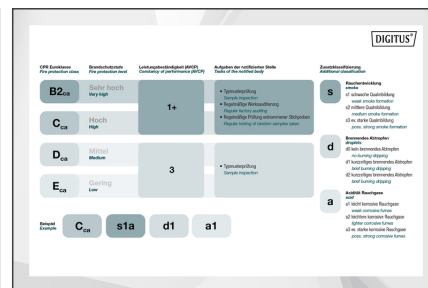 DIGITUS®
CPR Euroklasse
Fire protection class
Brandschutzstufe
Fire protection level
Leistungsbeständigkeit (AVCP)
Constancy of performance (AVCP)
Aufgaben der notifizierten Stelle
Tasks of the notified body
Zusatzklassifizierung
Additional classification
B2ca
Sehr hoch
Very high
Cca
Hoch
High
1+
• Typmusterprüfung
Sample inspection
• Regelmäßige Werksauditierung
Regular factory auditing
• Regelmäßige Prüfung entnommener Stichproben
Regular testing of random samples taken
Dca
Mittel
Medium
Eca
Gering
Low
3
• Typmusterprüfung
Sample inspection
s
Rauchentwicklung
smoke
s1 schwache Qualmbildung
weak smoke formation
s2 mittlere Qualmbildung
medium smoke formation
s3 ev. starke Qualmbildung
poss. strong smoke formation
d
Brennendes Abtropfen
droplets
d0 kein brennendes Abtropfen
no burning dripping
d1 kurzzeitiges brennendes Abtropfen
brief burning dripping
d2 kurzzeitiges brennendes Abtropfen
brief burning dripping
a
Acidität Rauchgase
acid
a1 leicht korrosive Rauchgase
weak corrosive fumes
a2 leichtere korrosive Rauchgase
lighter corrosive fumes
a3 ev. starke korrosive Rauchgase
poss. strong corrosive fumes
Beispiel
Example
Cca
s1a
d1
a1